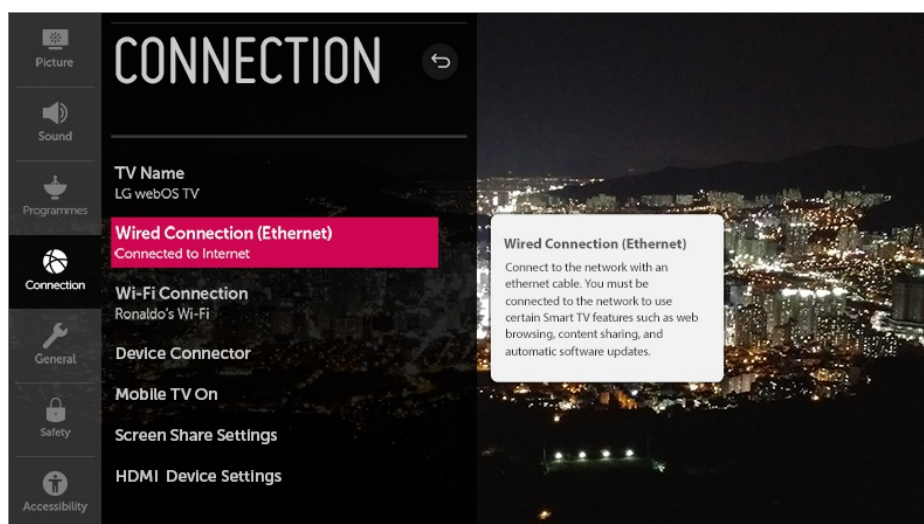 Picture
Sound
Programmes
Connection
General
Safety
Accessibility
CONNECTION
TV Name
LG webOS TV
Wired Connection (Ethernet)
Connected to Internet
Wi-Fi Connection
Ronaldo's Wi-Fi
Device Connector
Mobile TV On
Screen Share Settings
HDMI Device Settings
Wired Connection (Ethernet)
Connect to the network with an
ethernet cable. You must be
connected to the network to use
certain Smart TV features such as web
browsing, content sharing, and
automatic software updates.